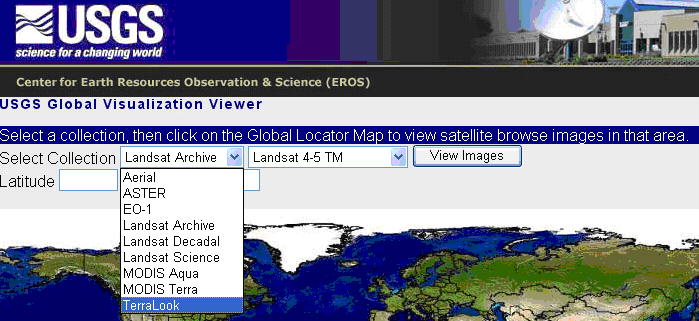 USGS
science for a changing world
Center for Earth Resources Observation & Science (EROS)
USGS Global Visualization Viewer
Select a collection, then click on the Global Locator Map to view satellite browse images in that area.
Select Collection Landsat Archive Landsat 4-5 TM View Images
Latitude
Aerial
ASTER
EO-1
Landsat Archive
Landsat Decadal
Landsat Science
MODIS Aqua
MODIS Terra
TerraLook